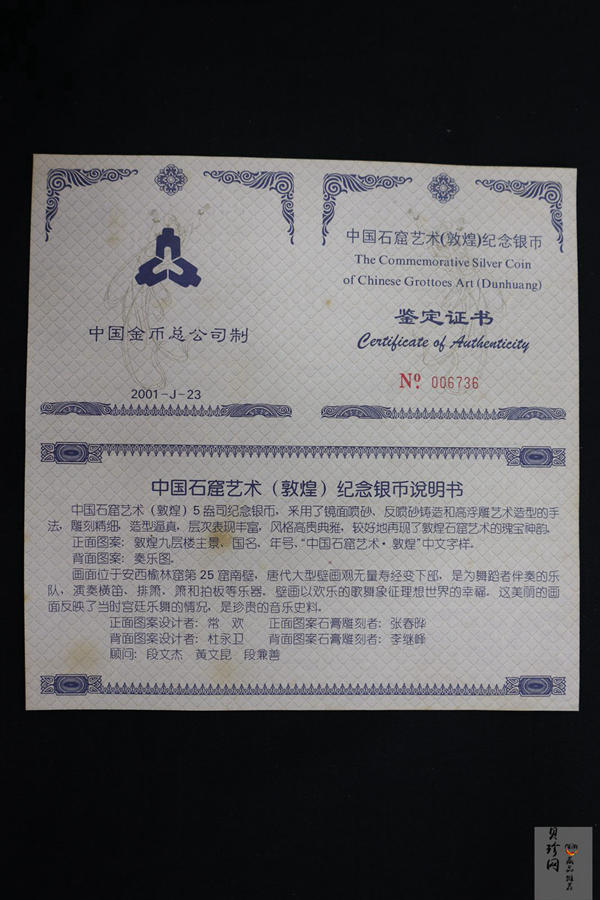 中国金币总公司制
2001-J-23
中国石窟艺术(敦煌)纪念银币
The Commemorative Silver Coin
of Chinese Grottoes Art (Dunhuang)
鉴定证书
Certificate of Authenticity
Nº 006736
中国石窟艺术（敦煌）纪念银币说明书
中国石窟艺术（敦煌）5盎司纪念银币，采用了镜面喷砂、反喷砂铸造和高浮雕艺术造型的手
法，雕刻精细，造型逼真，层次表现丰富，风格高贵典雅，较好地再现了敦煌石窟艺术的瑰宝神韵。
正面图案：敦煌九层楼主景、国名、年号、“中国石窟艺术·敦煌”中文字样。
背面图案：奏乐图。
画面位于安西榆林窟第25窟南壁，唐代大型壁画观无量寿经变下部，是为舞蹈者伴奏的乐
队，演奏横笛、排箫，箫和拍板等乐器。壁画以欢乐的歌舞象征理想世界的幸福。这美丽的画
面反映了当时宫廷乐舞的情况，是珍贵的音乐史料。
正面图案设计者：常 欢 正面图案石膏雕刻者：张春晔
背面图案设计者：杜永卫 背面图案石膏雕刻者：李继峰
顾问：段文杰 黄文昆 段兼善
贝珍网